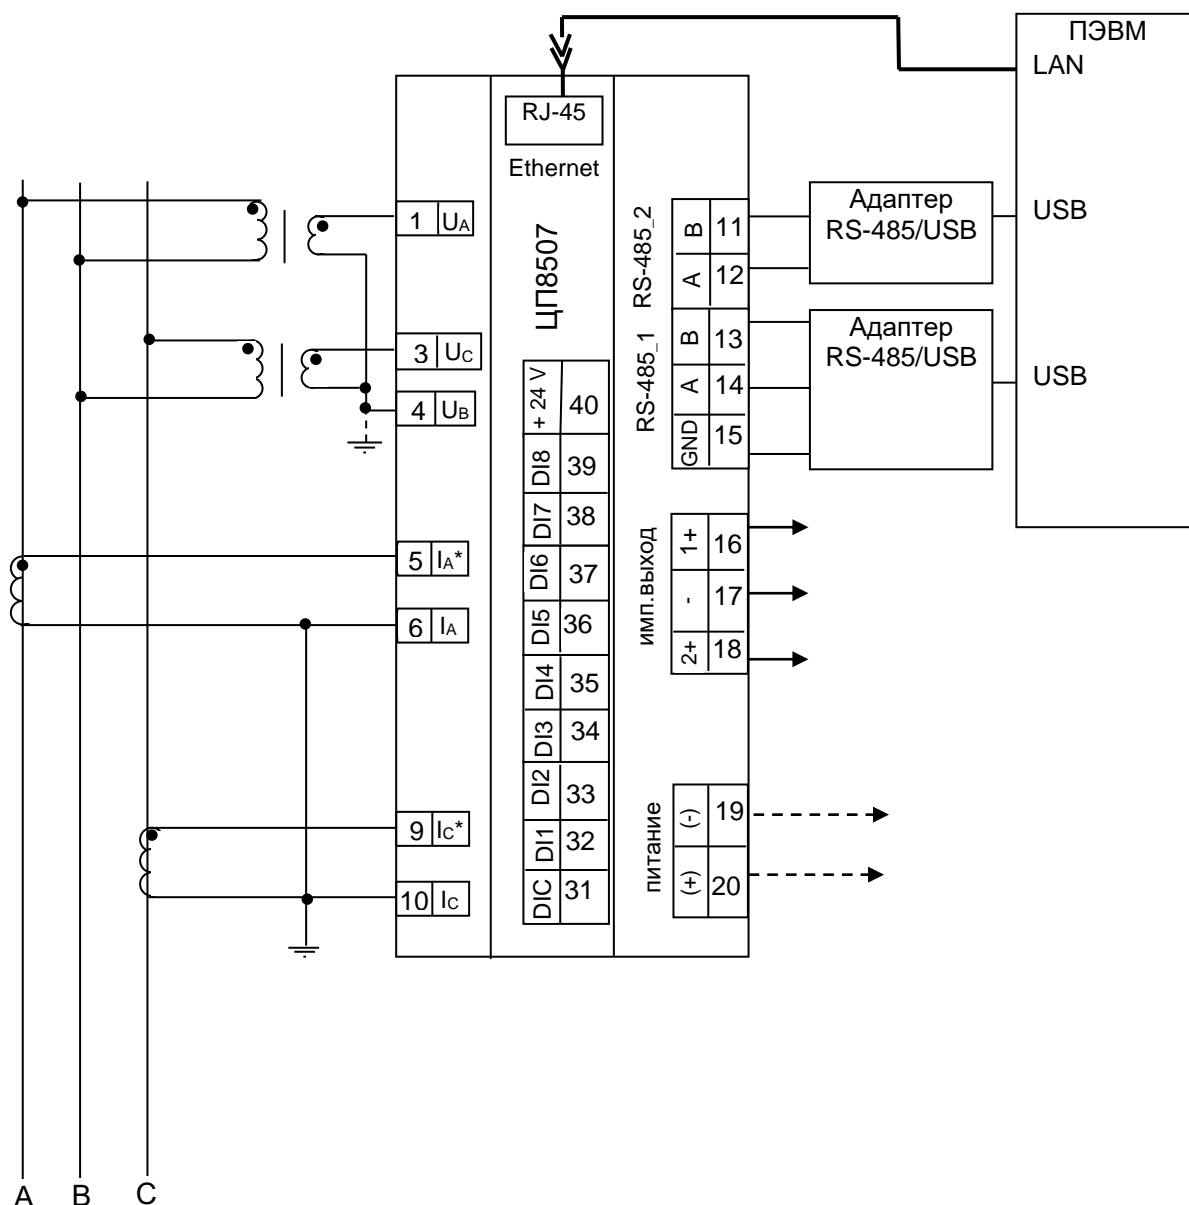 ПЭВМ
LAN
USB
USB
RJ-45
Ethernet
ЦП8507
1 UA
3 UC
4 UB
5 IA*
6 IA
9 IC*
10 IC
+ 24 V 40
DI8 39
DI7 38
DI6 37
DI5 36
DI4 35
DI3 34
DI2 33
DI1 32
DIC 31
RS-485_2
B 11
A 12
RS-485_1
B 13
A 14
GND 15
имп.выход
1+ 16
- 17
2+ 18
питание
(-) 19
(+) 20
Адаптер
RS-485/USB
Адаптер
RS-485/USB
A B C